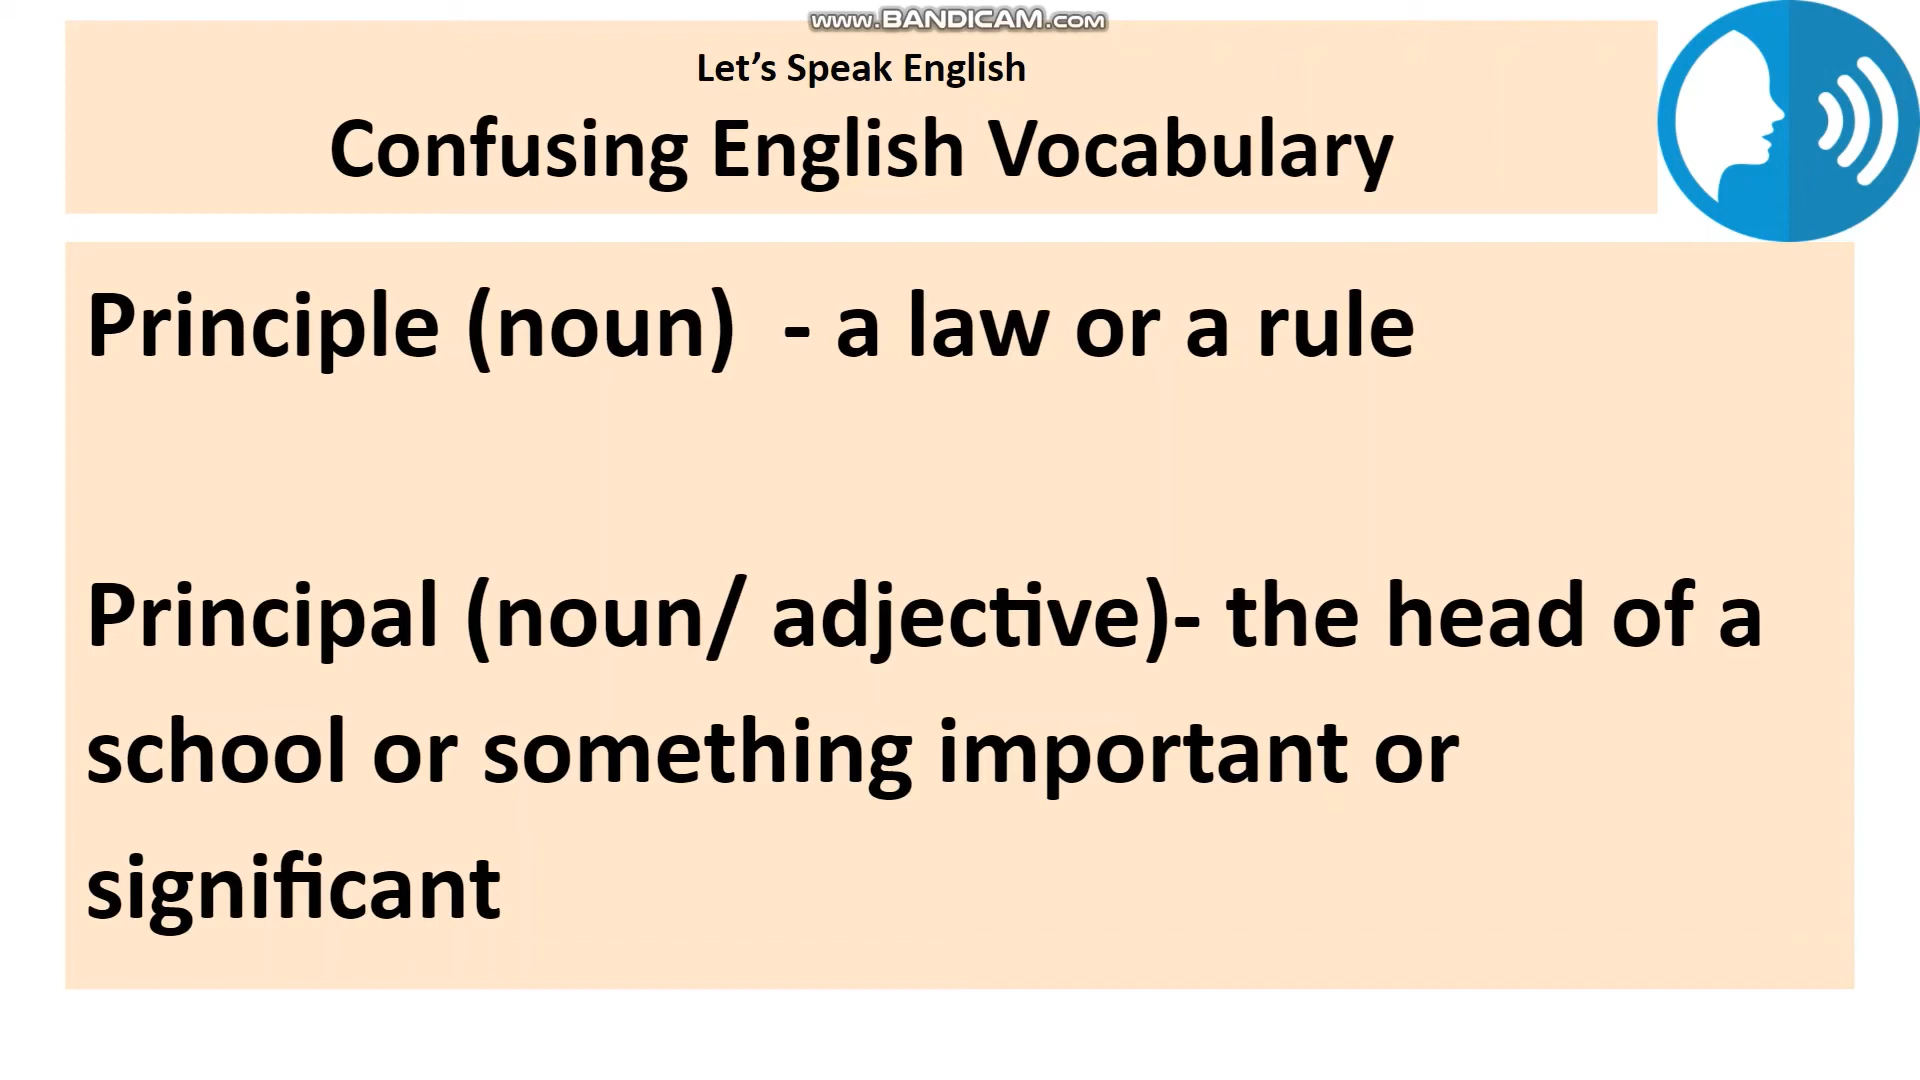 www.BANDICAM.com
Let’s Speak English
Confusing English Vocabulary
Principle (noun)  - a law or a rule
Principal (noun/ adjective)- the head of a
school or something important or
significant